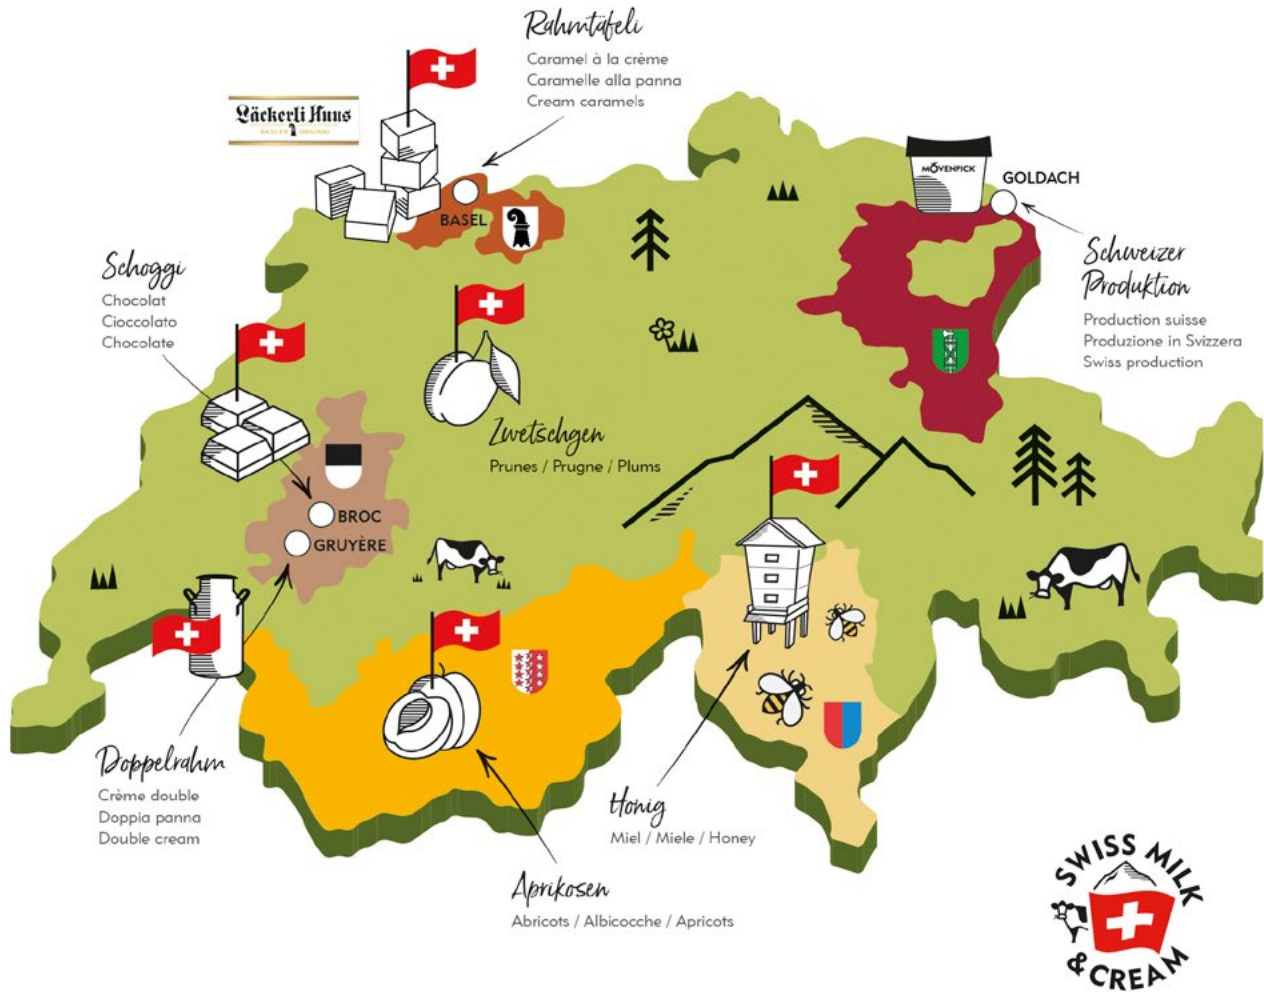 Rahmtäfeli
Caramel à la crème
Caramelle alla panna
Cream caramels
Läckerli Huus
BASLER ORIGINAL
MÖVENPICK
GOLDACH
BASEL
Schweizer
Produktion
Production suisse
Produzione in Svizzera
Swiss production
Schoggi
Chocolat
Cioccolato
Chocolate
Zwetschgen
Prunes / Prugne / Plums
BROC
GRUYÈRE
Doppelrahm
Crème double
Doppia panna
Double cream
Honig
Miel / Miele / Honey
Aprikosen
Abricots / Albicocche / Apricots
SWISS MILK
& CREAM